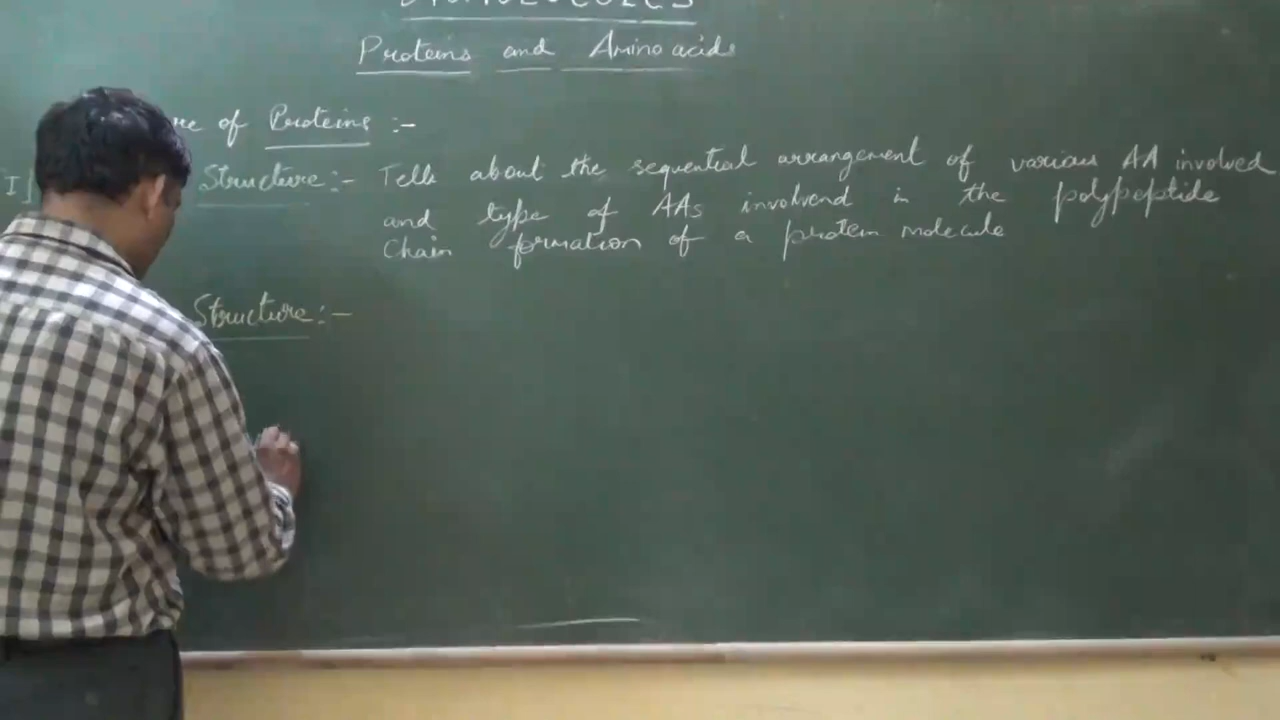 Proteins and Amino acids
re of Proteins :-
I] Structure :- Tells about the sequential arrangement of various AA involved
and type of AAs involvend in the polypeptide
Chain formation of a protein molecule
Structure :-